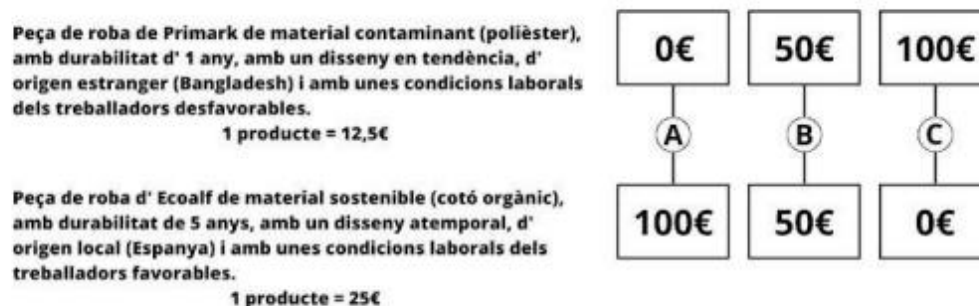 Peça de roba de Primark de material contaminant (polièster),
amb durabilitat d' 1 any, amb un disseny en tendència, d'
origen estranger (Bangladesh) i amb unes condicions laborals
dels treballadors desfavorables.
1 producte = 12,5€
Peça de roba d' Ecoalf de material sostenible (cotó orgànic),
amb durabilitat de 5 anys, amb un disseny atemporal, d'
origen local (Espanya) i amb unes condicions laborals dels
treballadors favorables.
1 producte = 25€
0€ 50€ 100€
A B C
100€ 50€ 0€